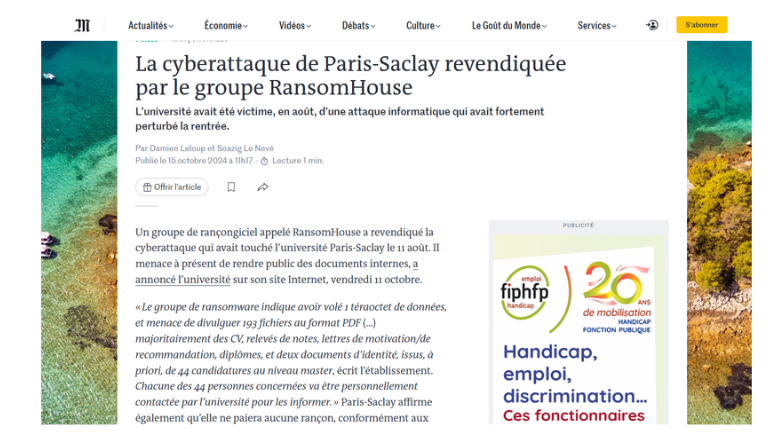 M
Actualités
Économie
Vidéos
Débats
Culture
Le Goût du Monde
Services
S'abonner
La cyberattaque de Paris-Saclay revendiquée
par le groupe RansomHouse
L'université avait été victime, en août, d'une attaque informatique qui avait fortement
perturbé la rentrée.
Par Damien Leloup et Soazig Le Nevé
Publié le 15 octobre 2024 à 11h17 · Lecture 1 min.
Offrir l'article
Un groupe de rançongiciel appelé RansomHouse a revendiqué la
cyberattaque qui avait touché l'université Paris-Saclay le 11 août. Il
menace à présent de rendre public des documents internes, a
annoncé l'université sur son site Internet, vendredi 11 octobre.
« Le groupe de ransomware indique avoir volé 1 téraoctet de données,
et menace de divulguer 193 fichiers au format PDF (…)
majoritairement des CV, relevés de notes, lettres de motivation/de
recommandation, diplômes, et deux documents d'identité, issus, à
priori, de 44 candidatures au niveau master, écrit l'établissement.
Chacune des 44 personnes concernées va être personnellement
contactée par l'université pour les informer. » Paris-Saclay affirme
également qu'elle ne paiera aucune rançon, conformément aux
PUBLICITÉ
emploi
fiphfp
handicap
20 ANS
de mobilisation
HANDICAP
FONCTION PUBLIQUE
Handicap,
emploi,
discrimination...
Ces fonctionnaires